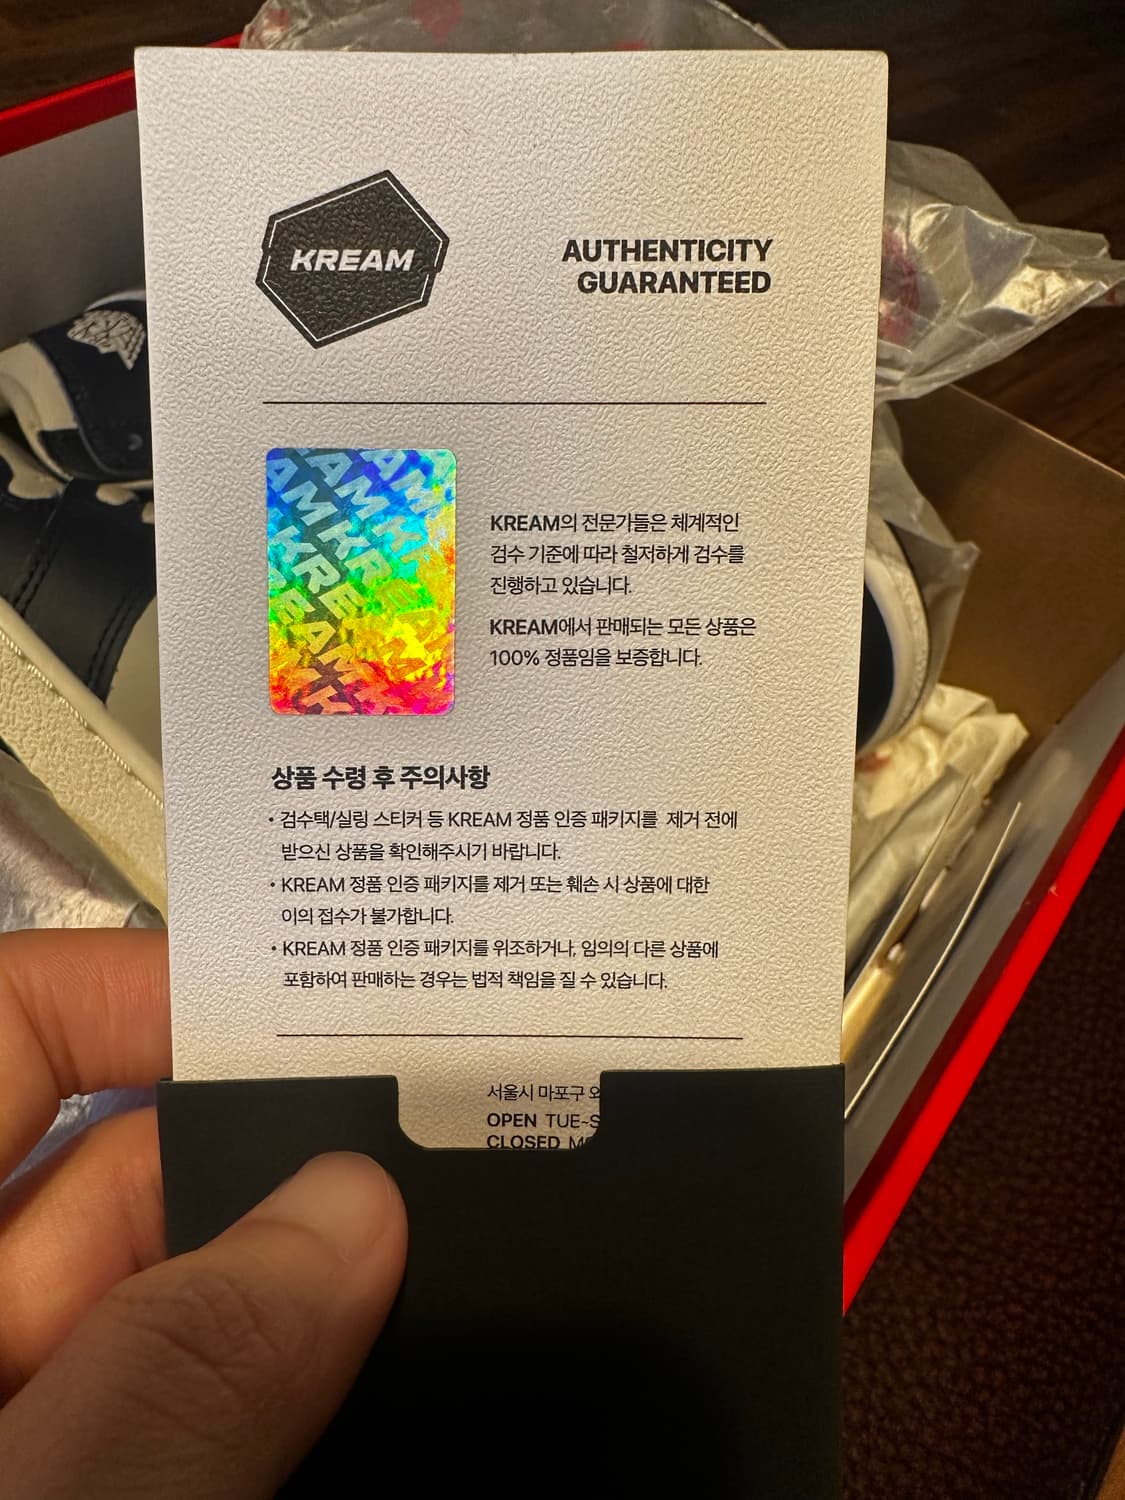 KREAM
AUTHENTICITY
GUARANTEED
KREAM의 전문가들은 체계적인
검수 기준에 따라 철저하게 검수를
진행하고 있습니다.
KREAM에서 판매되는 모든 상품은
100% 정품임을 보증합니다.
상품 수령 후 주의사항
• 검수택/실링 스티커 등 KREAM 정품 인증 패키지를 제거 전에
받으신 상품을 확인해주시기 바랍니다.
• KREAM 정품 인증 패키지를 제거 또는 훼손 시 상품에 대한
이의 접수가 불가합니다.
• KREAM 정품 인증 패키지를 위조하거나, 임의의 다른 상품에
포함하여 판매하는 경우는 법적 책임을 질 수 있습니다.
서울시 마포구
OPEN TUE~S
CLOSED